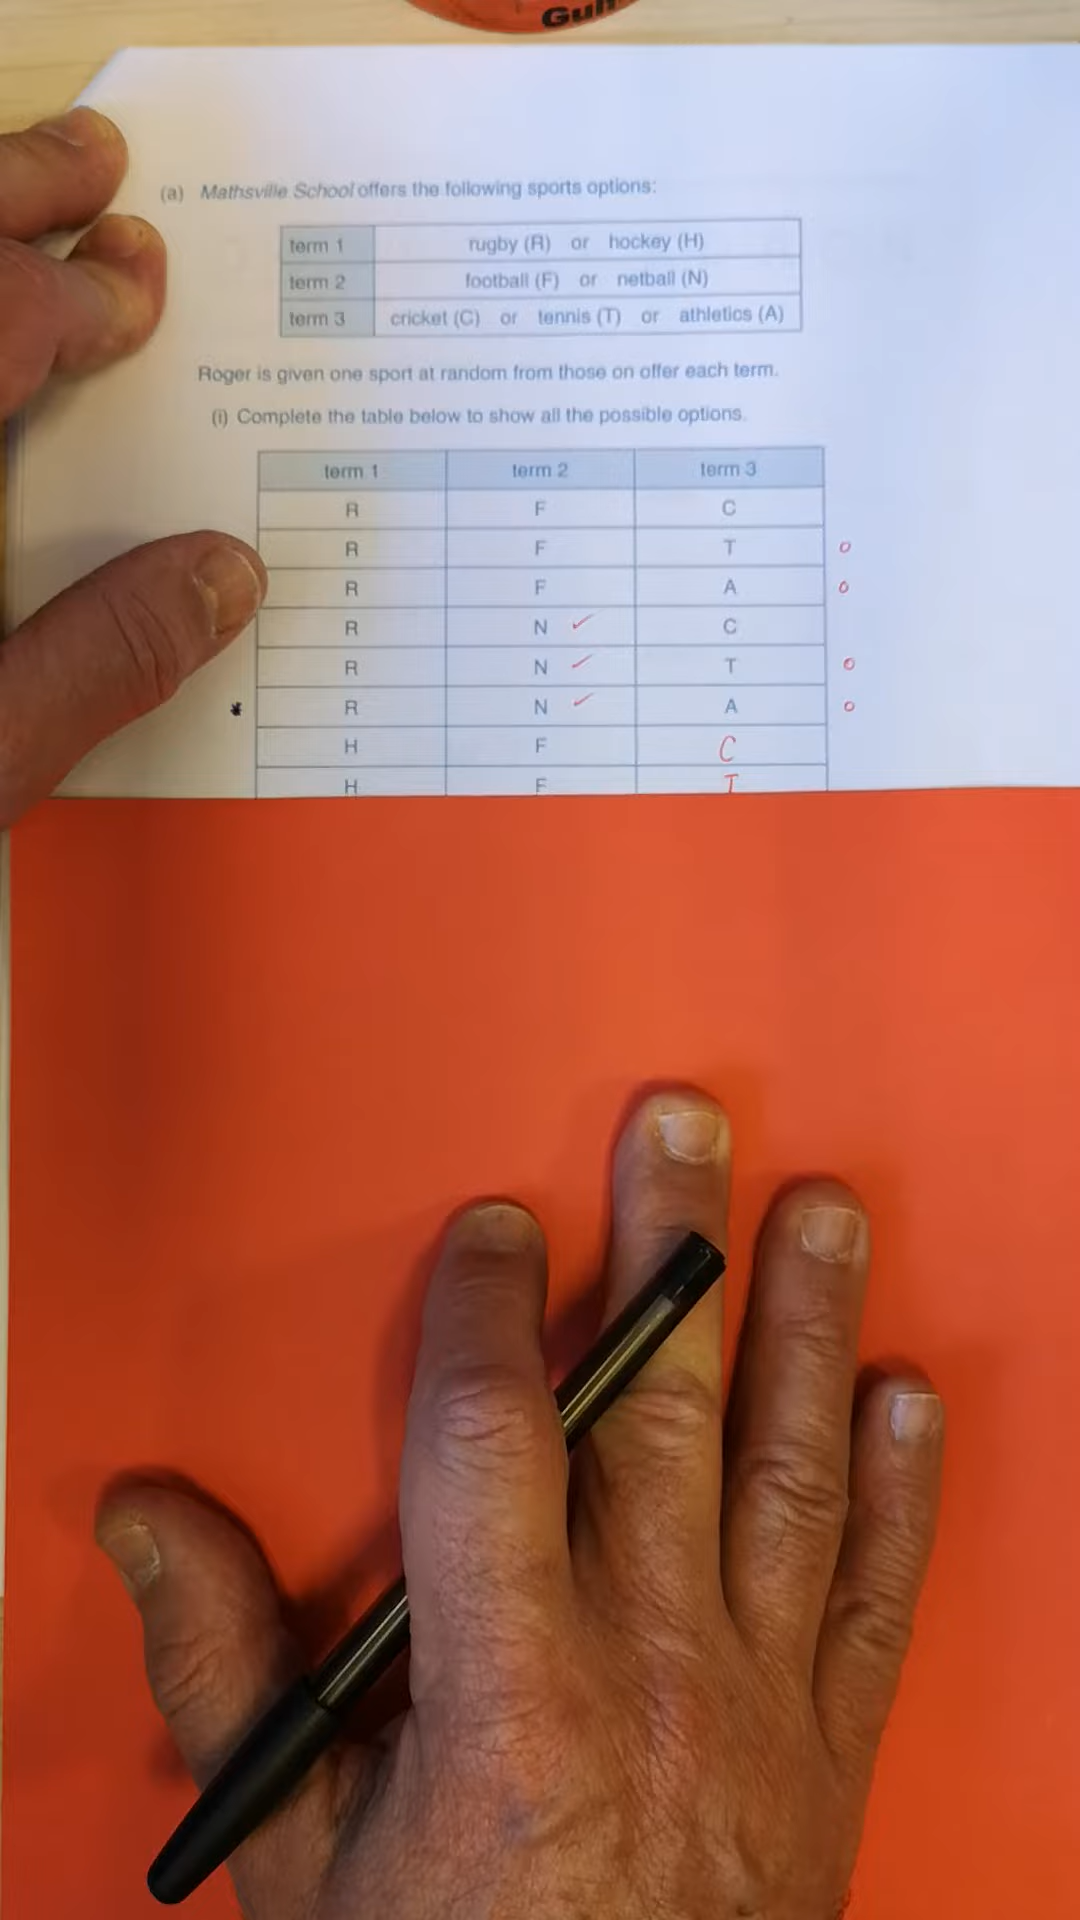 Gulf
(a) Mathsville School offers the following sports options:
term 1 rugby (R) or hockey (H)
term 2 football (F) or netball (N)
term 3 cricket (C) or tennis (T) or athletics (A)
Roger is given one sport at random from those on offer each term.
(i) Complete the table below to show all the possible options.
term 1 term 2 term 3
R F C
R F T o
R F A o
R N ✓ C
R N ✓ T o
* R N ✓ A o
H F C
H F T